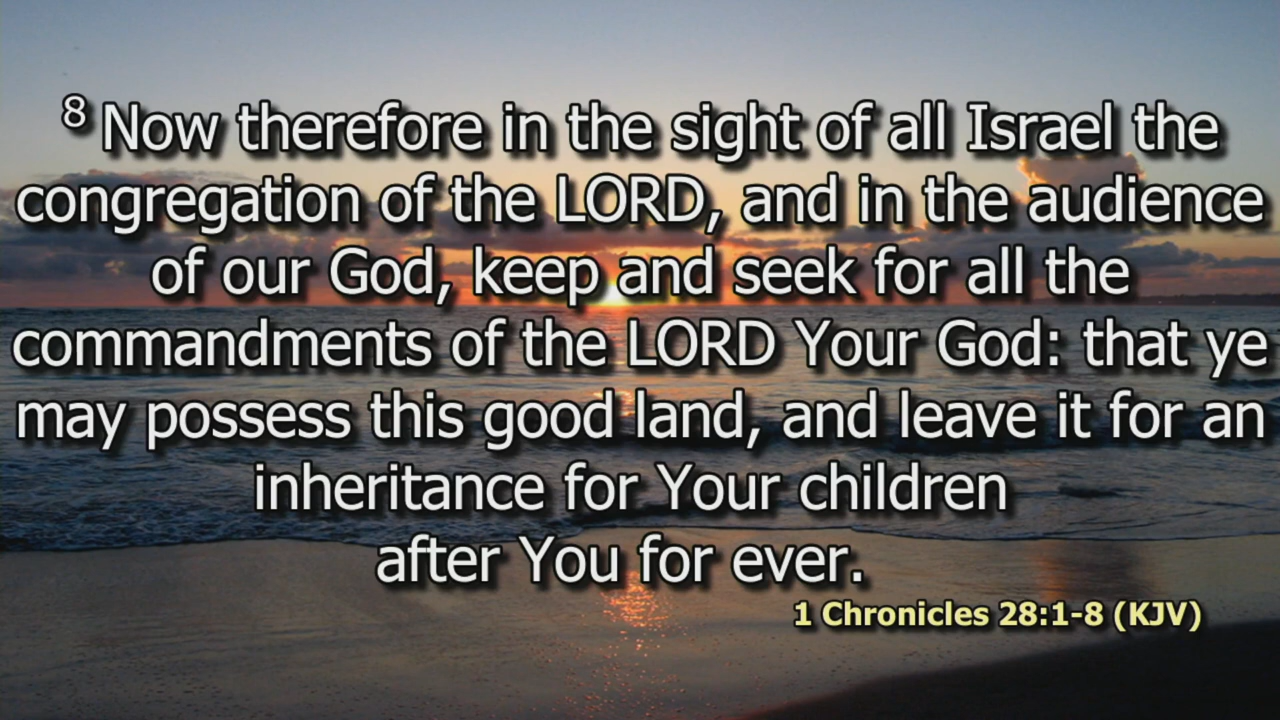 8 Now therefore in the sight of all Israel the
congregation of the LORD, and in the audience
of our God, keep and seek for all the
commandments of the LORD Your God: that ye
may possess this good land, and leave it for an
inheritance for Your children
after You for ever.
1 Chronicles 28:1-8 (KJV)